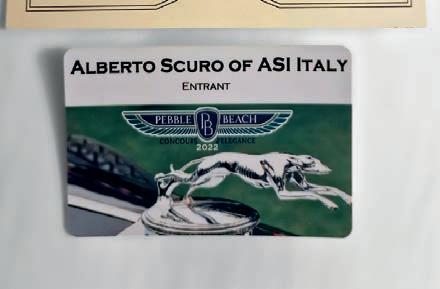 ALBERTO SCURO OF ASI ITALY
ENTRANT
PEBBLE PB BEACH
CONCOURS D'ELEGANCE
2022